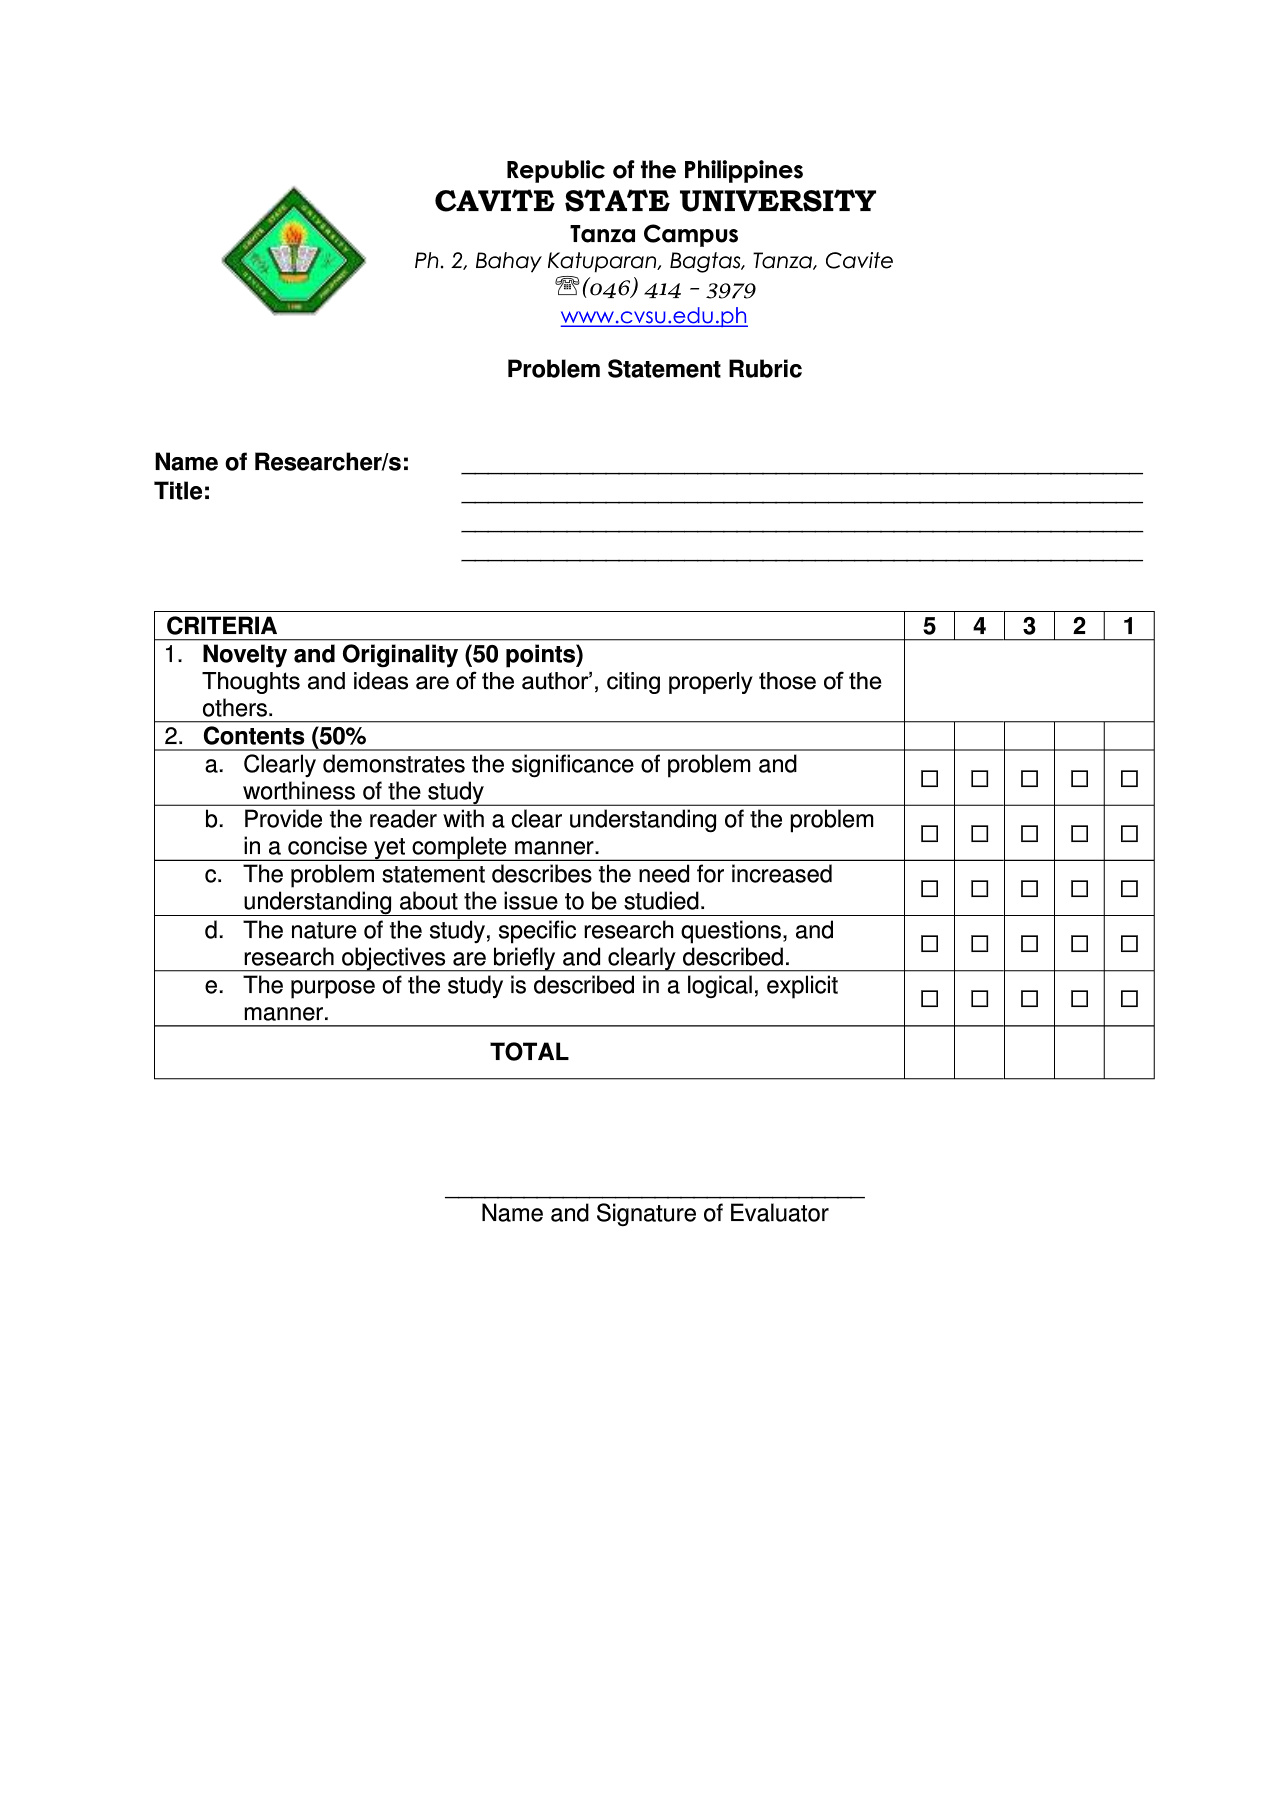 Republic of the Philippines
CAVITE STATE UNIVERSITY
Tanza Campus
Ph. 2, Bahay Katuparan, Bagtas, Tanza, Cavite
☏(046) 414 – 3979
www.cvsu.edu.ph
Problem Statement Rubric
Name of Researcher/s:
Title:
CRITERIA 5 4 3 2 1
1. Novelty and Originality (50 points)
Thoughts and ideas are of the author’, citing properly those of the
others.
2. Contents (50%
a. Clearly demonstrates the significance of problem and
worthiness of the study
□ □ □ □ □
b. Provide the reader with a clear understanding of the problem
in a concise yet complete manner.
□ □ □ □ □
c. The problem statement describes the need for increased
understanding about the issue to be studied.
□ □ □ □ □
d. The nature of the study, specific research questions, and
research objectives are briefly and clearly described.
□ □ □ □ □
e. The purpose of the study is described in a logical, explicit
manner.
□ □ □ □ □
TOTAL
Name and Signature of Evaluator